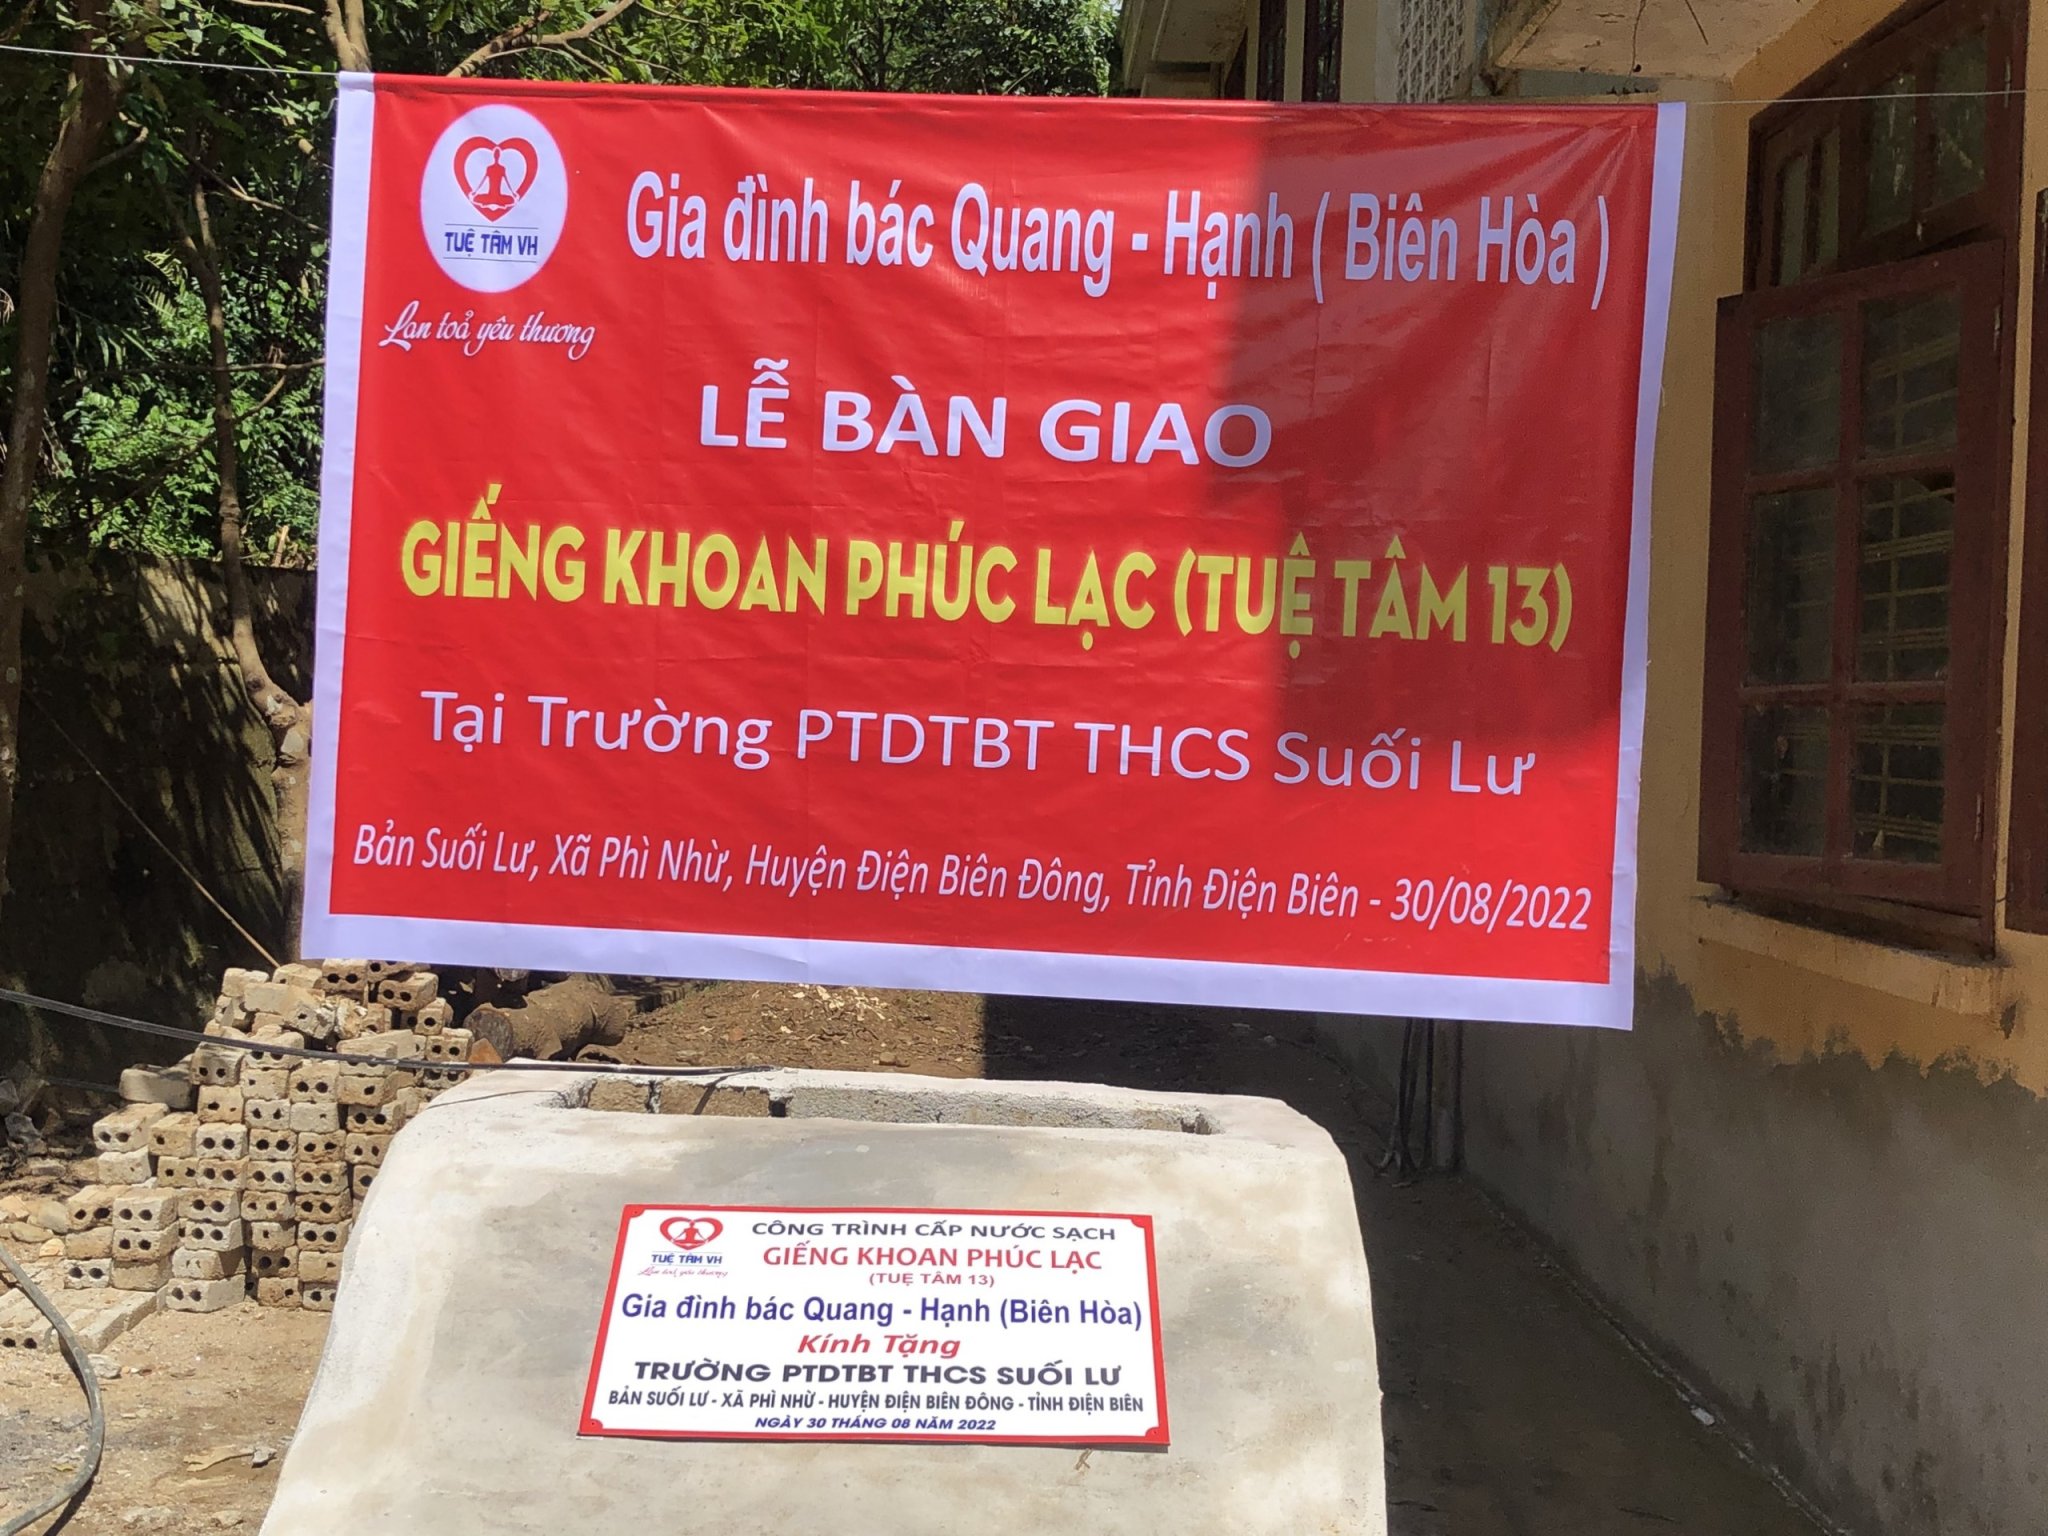 TUỆ TÂM VH
Lan toả yêu thương
Gia đình bác Quang - Hạnh ( Biên Hòa )
LỄ BÀN GIAO
GIẾNG KHOAN PHÚC LẠC (TUỆ TÂM 13)
Tại Trường PTDTBT THCS Suối Lư
Bản Suối Lư, Xã Phì Nhừ, Huyện Điện Biên Đông, Tỉnh Điện Biên - 30/08/2022
TUỆ TÂM VH
Lan toả yêu thương
CÔNG TRÌNH CẤP NƯỚC SẠCH
GIẾNG KHOAN PHÚC LẠC
(TUỆ TÂM 13)
Gia đình bác Quang - Hạnh (Biên Hòa)
Kính Tặng
TRƯỜNG PTDTBT THCS SUỐI LƯ
BẢN SUỐI LƯ - XÃ PHÌ NHỪ - HUYỆN ĐIỆN BIÊN ĐÔNG - TỈNH ĐIỆN BIÊN
NGÀY 30 THÁNG 08 NĂM 2022